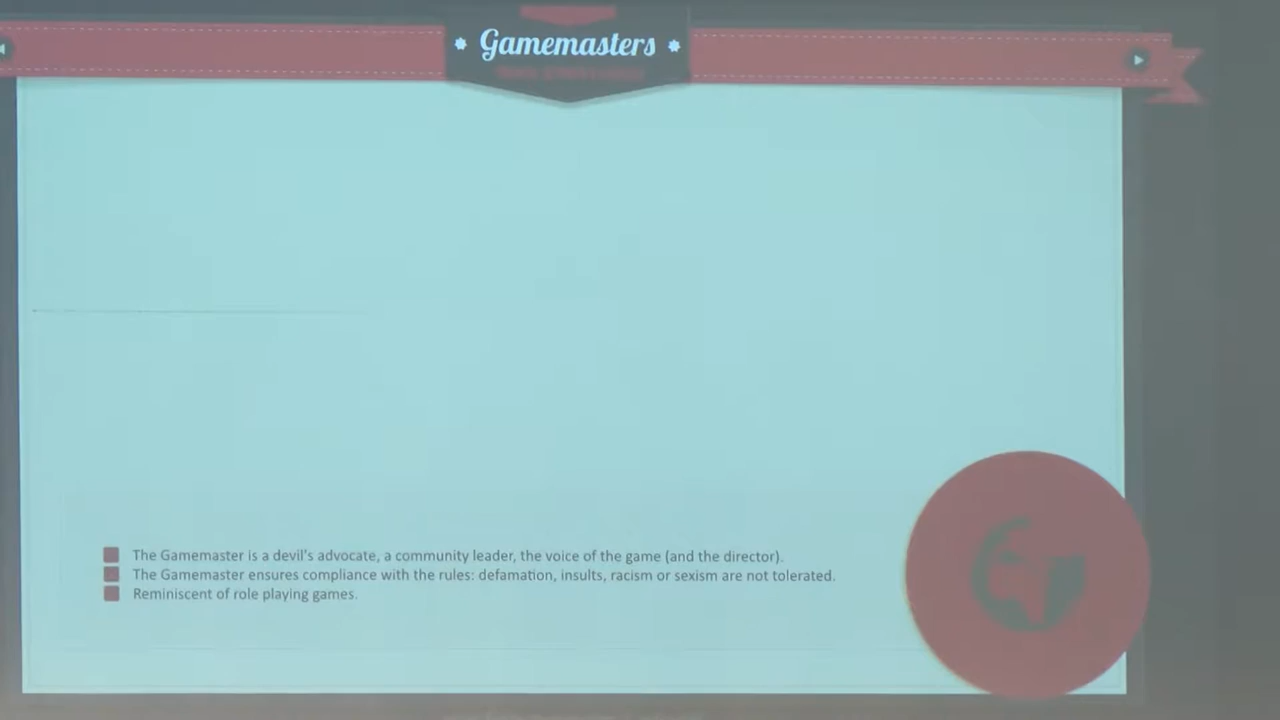 Gamemasters
The Gamemaster is a devil's advocate, a community leader, the voice of the game (and the director).
The Gamemaster ensures compliance with the rules: defamation, insults, racism or sexism are not tolerated.
Reminiscent of role playing games.